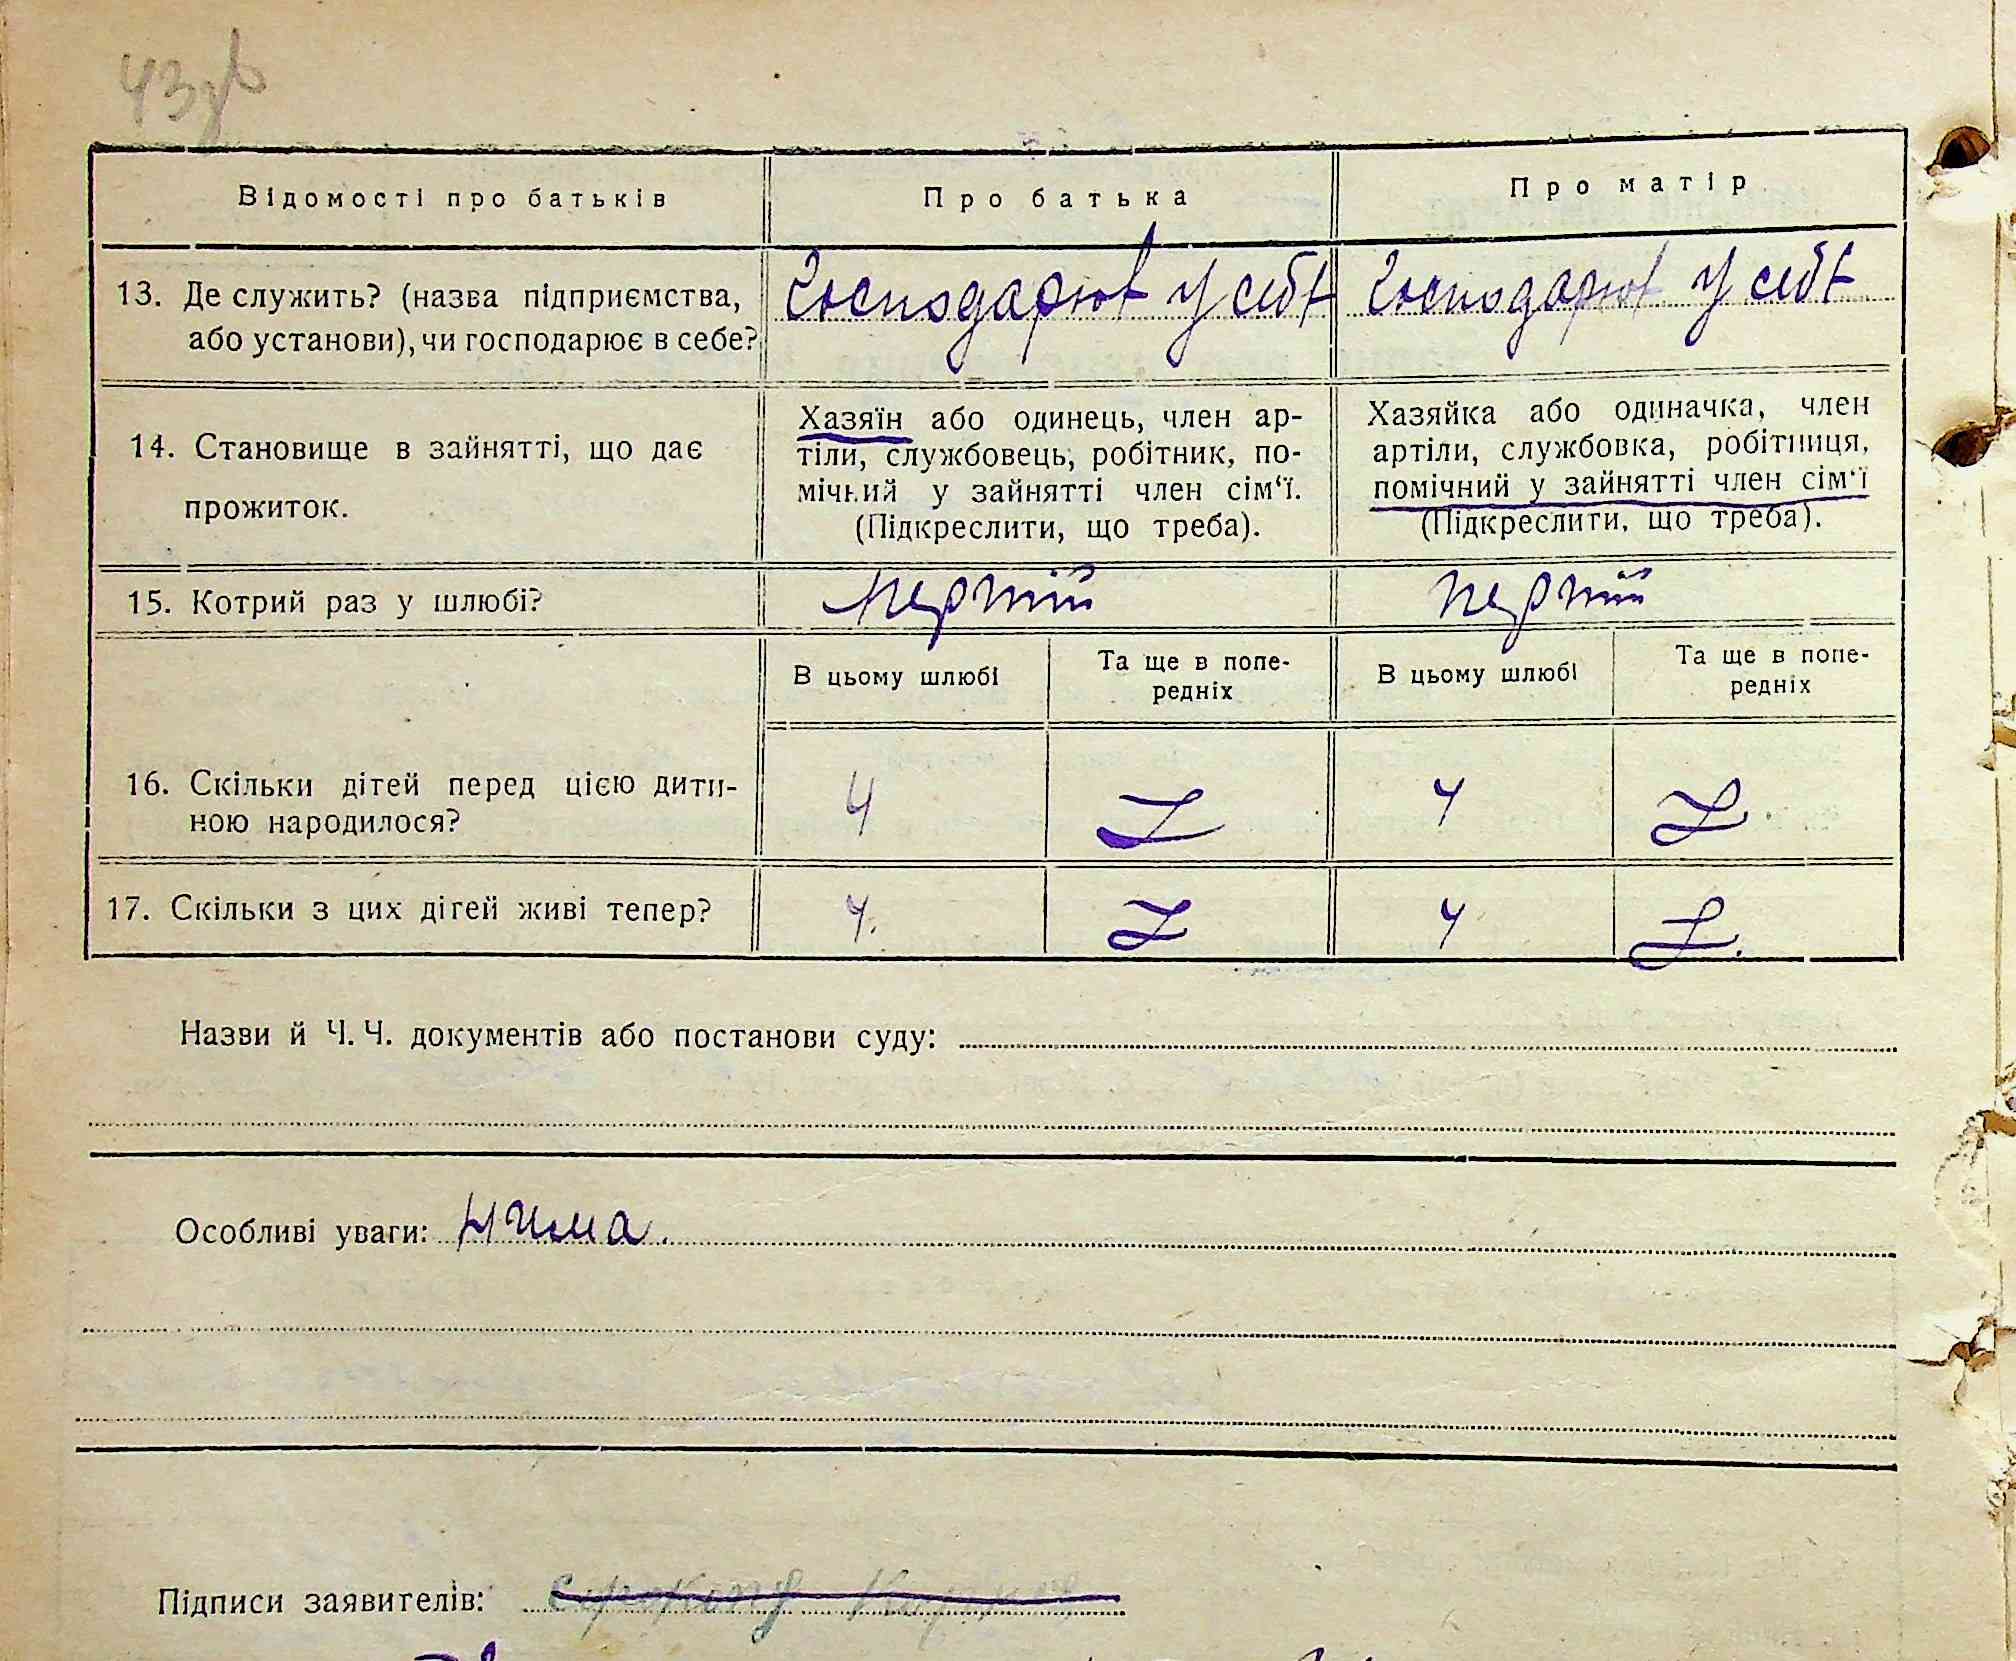 43зв
Відомості про батьків Про батька Про матір
13. Де служить? (назва підприємства, або установи), чи господарює в себе? Господарює у себе Господарює у себе
14. Становище в зайнятті, що дає прожиток.
Хазяїн або одинець, член ар-
тіли, службовець, робітник, по-
мічний у зайнятті член сім‘ї.
(Підкреслити, що треба).
Хазяйка або одиначка, член
артіли, службовка, робітниця,
помічний у зайнятті член сім‘ї
(Підкреслити, що треба).
15. Котрий раз у шлюбі? перший перший
В цьому шлюбі Та ще в попе-
редніх В цьому шлюбі Та ще в попе-
редніх
16. Скільки дітей перед цією дити-
ною народилося? 4 4
17. Скільки з цих дітей живі тепер? 4. 4
Назви й Ч. Ч. документів або постанови суду:
Особливі уваги: нима.
Підписи заявителів: